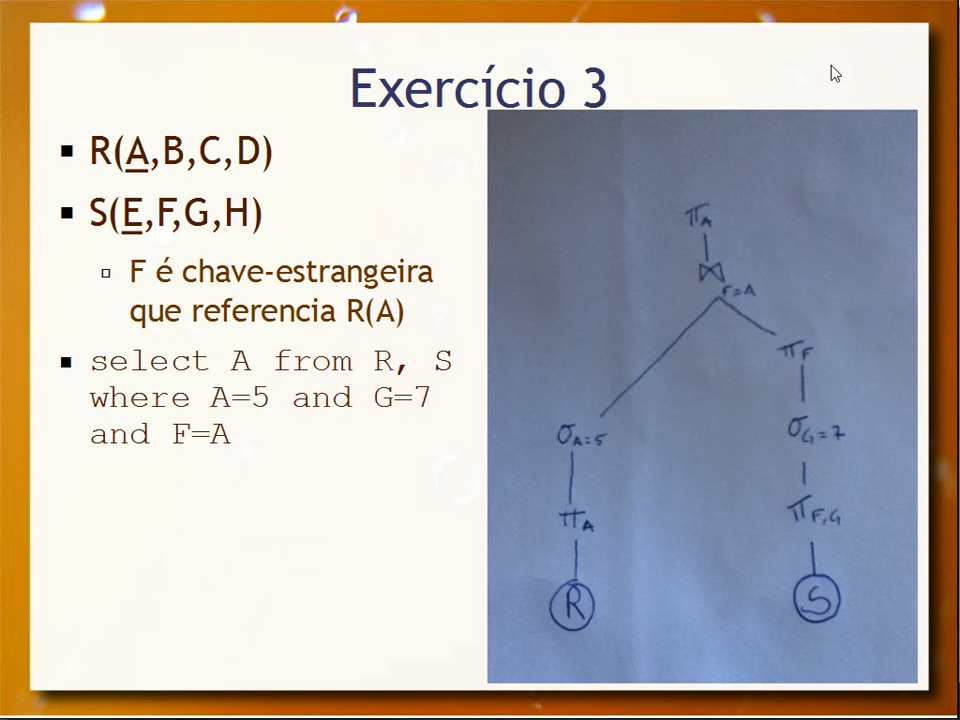 Exercício 3
R(A,B,C,D)
S(E,F,G,H)
F é chave-estrangeira
que referencia R(A)
select A from R, S
where A=5 and G=7
and F=A
πA
⋈F=A
πF
σA=5
σG=7
πA
πF,G
R
S